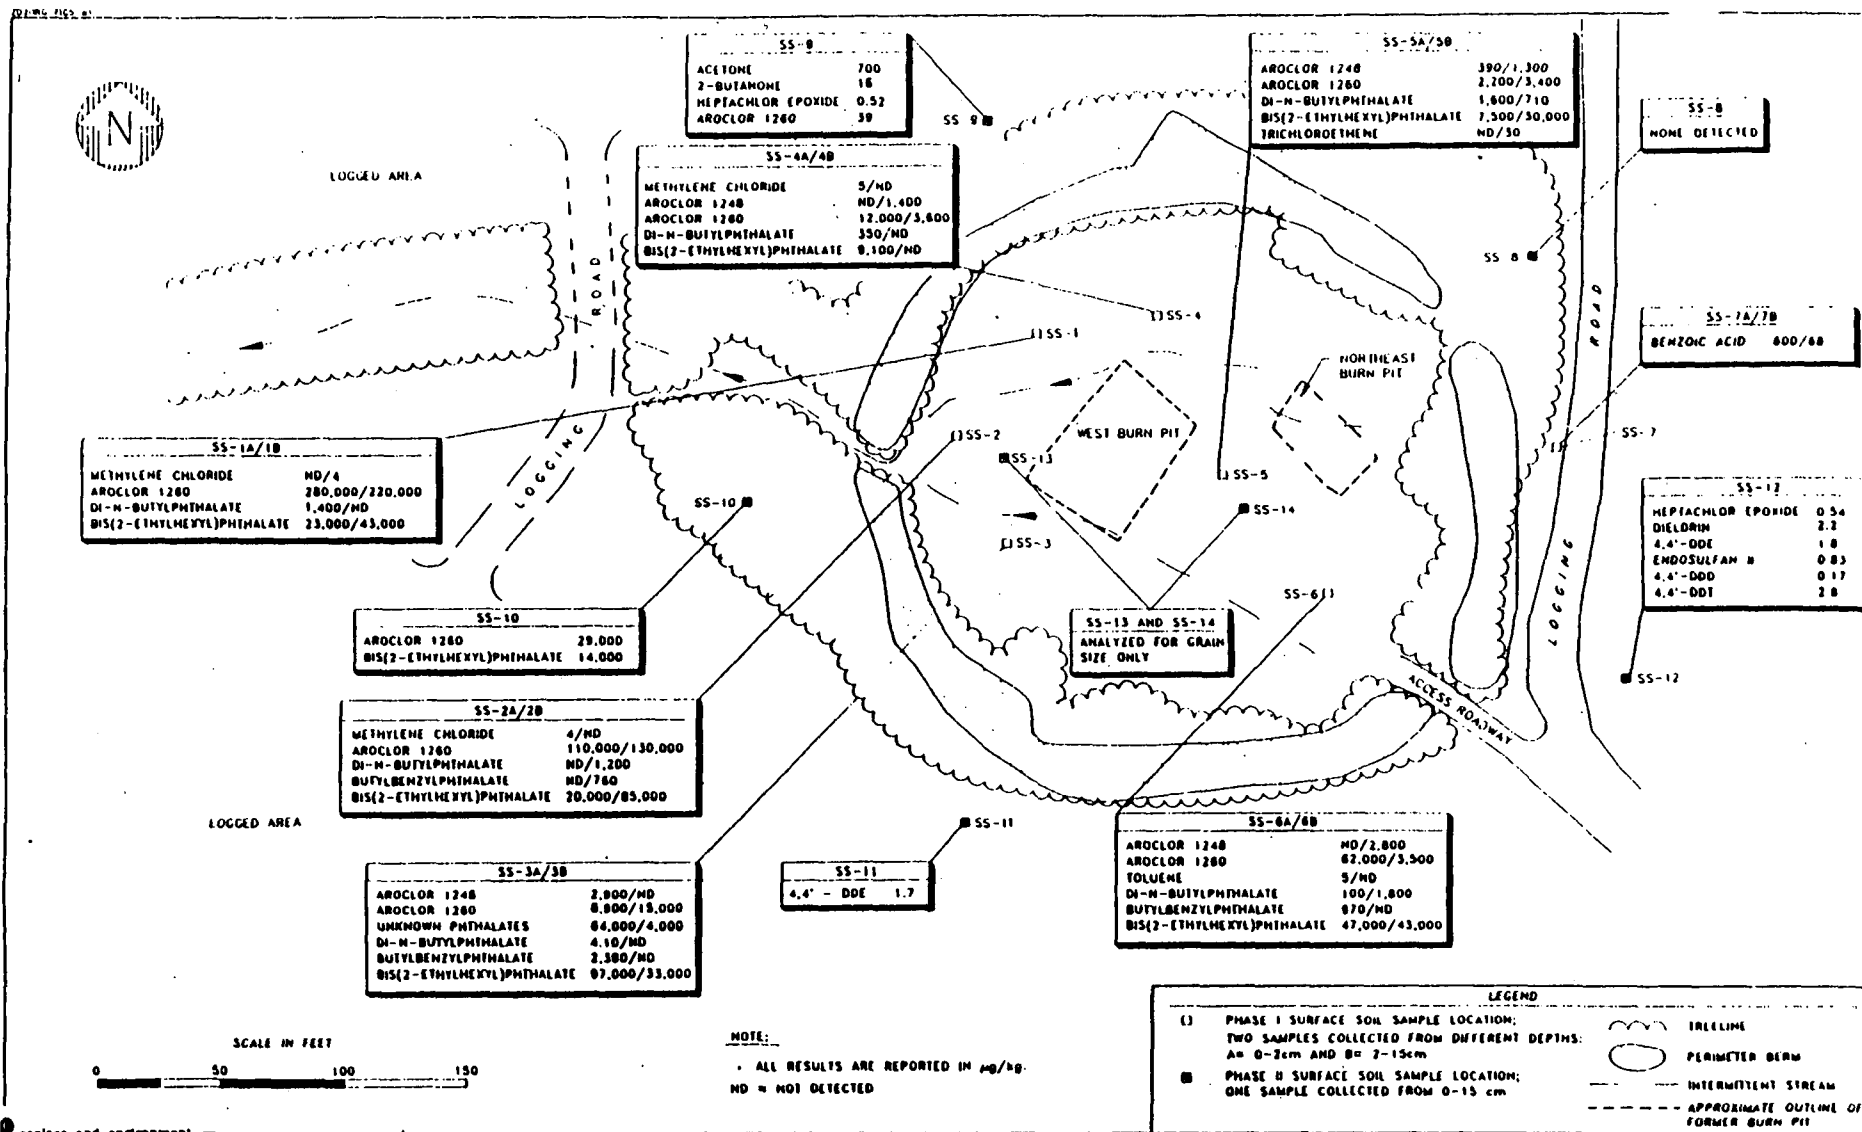 SS-9
ACETONE 700
2-BUTANONE 16
HEPTACHLOR EPOXIDE 0.52
AROCLOR 1260 39
SS-5A/5B
AROCLOR 1248 390/1,300
AROCLOR 1260 2,200/3,400
DI-N-BUTYLPHTHALATE 1,600/710
BIS(2-ETHYLHEXYL)PHTHALATE 7,500/30,000
TRICHLOROETHENE ND/30
SS-8
NONE DETECTED
N
LOGGED AREA
SS 9
SS-4A/4B
METHYLENE CHLORIDE 5/ND
AROCLOR 1248 ND/1,400
AROCLOR 1260 12,000/3,600
DI-N-BUTYLPHTHALATE 350/ND
BIS(2-ETHYLHEXYL)PHTHALATE 9,100/ND
SS 8
ROAD
ROAD
SS-7A/7B
BENZOIC ACID 600/68
SS-1
SS-4
NORTHEAST
BURN PIT
WEST BURN PIT
SS-2
SS-13
SS-5
SS-7
LOGGING
SS-1A/1B
METHYLENE CHLORIDE ND/4
AROCLOR 1260 280,000/220,000
DI-N-BUTYLPHTHALATE 1,400/ND
BIS(2-ETHYLHEXYL)PHTHALATE 23,000/43,000
SS-10
SS-14
SS-3
SS-12
HEPTACHLOR EPOXIDE 0.54
DIELDRIN 2.2
4,4'-DDE 1.8
ENDOSULFAN II 0.83
4,4'-DDD 0.17
4,4'-DDT 2.8
LOGGING
SS-6
SS-10
AROCLOR 1260 29,000
BIS(2-ETHYLHEXYL)PHTHALATE 14,000
SS-13 AND SS-14
ANALYZED FOR GRAIN
SIZE ONLY
SS-12
ACCESS ROADWAY
SS-2A/2B
METHYLENE CHLORIDE 4/ND
AROCLOR 1260 110,000/130,000
DI-N-BUTYLPHTHALATE ND/1,200
BUTYLBENZYLPHTHALATE ND/760
BIS(2-ETHYLHEXYL)PHTHALATE 20,000/85,000
LOGGED AREA
SS-11
SS-6A/6B
AROCLOR 1248 ND/2,800
AROCLOR 1260 62,000/3,500
TOLUENE 5/ND
DI-N-BUTYLPHTHALATE 100/1,800
BUTYLBENZYLPHTHALATE 970/ND
BIS(2-ETHYLHEXYL)PHTHALATE 47,000/43,000
SS-3A/3B
AROCLOR 1248 2,900/ND
AROCLOR 1260 8,900/15,000
UNKNOWN PHTHALATES 64,000/4,000
DI-N-BUTYLPHTHALATE 4.10/ND
BUTYLBENZYLPHTHALATE 2,380/ND
BIS(2-ETHYLHEXYL)PHTHALATE 97,000/33,000
SS-11
4,4' - DDE 1.7
SCALE IN FEET
0 50 100 150
NOTE:
• ALL RESULTS ARE REPORTED IN µg/kg.
ND = NOT DETECTED
LEGEND
PHASE I SURFACE SOIL SAMPLE LOCATION;
TWO SAMPLES COLLECTED FROM DIFFERENT DEPTHS:
A= 0-2cm AND B= 2-15cm
PHASE II SURFACE SOIL SAMPLE LOCATION;
ONE SAMPLE COLLECTED FROM 0-15 cm
TREELINE
PERIMETER BERM
INTERMITTENT STREAM
APPROXIMATE OUTLINE OF
FORMER BURN PIT